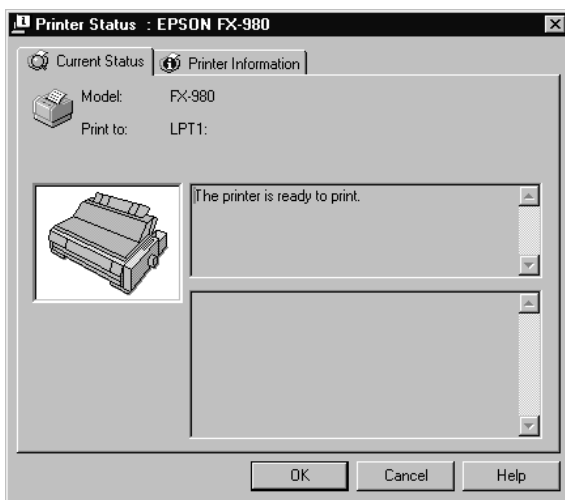 Printer Status : EPSON FX-980
Current Status
Printer Information
Model: FX-980
Print to: LPT1:
The printer is ready to print.
OK
Cancel
Help